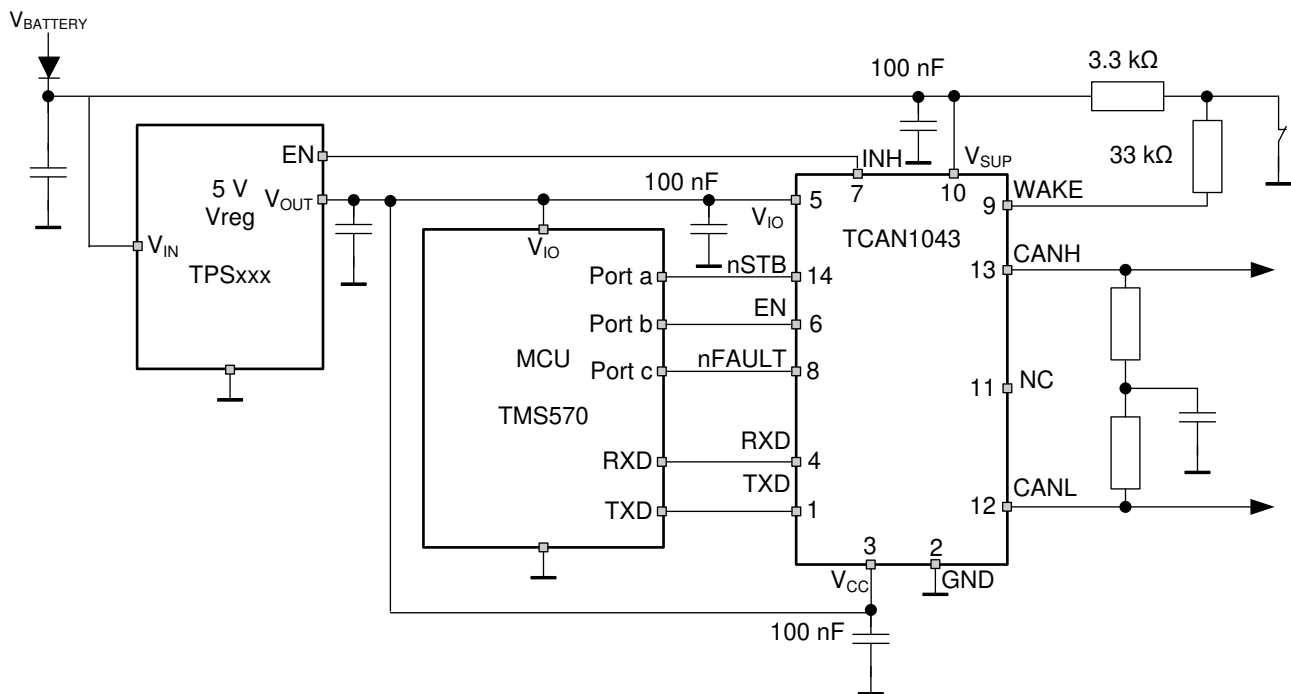 VBATTERY
3.3 kΩ
100 nF
33 kΩ
EN
INH
VSUP
5 V
Vreg
VOUT
100 nF
7
10
WAKE
9
VIO
5
VIO
TCAN1043
VIN
TPSxxx
CANH
13
Port a
nSTB
14
Port b
EN
6
MCU
Port c
nFAULT
8
11
NC
TMS570
RXD
RXD
4
TXD
TXD
1
12
CANL
3
2
VCC
GND
100 nF